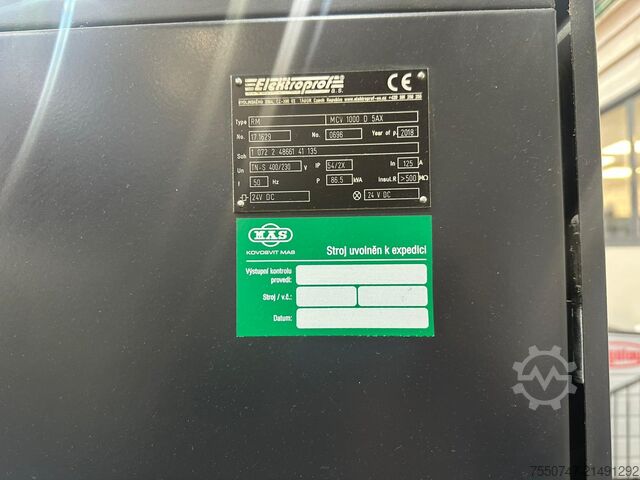 Elektroprof a.s.
CE
Type RM MCV 1000 D 5AX
No. 17.1629 No. 0696 Year of p. 2018
Sch 1 072 2 48661 41 135
Un TN-S 400/230 V IP 54/2X In 125 A
f 50 Hz P 86.5 kVA Insul.R >500 MΩ
24V DC 24 V DC
MAS
KOVOSVIT MAS
Stroj uvolněn k expedici
Výstupní kontrolu
provedl:
Stroj / v.č.:
Datum:
7550747-21491292